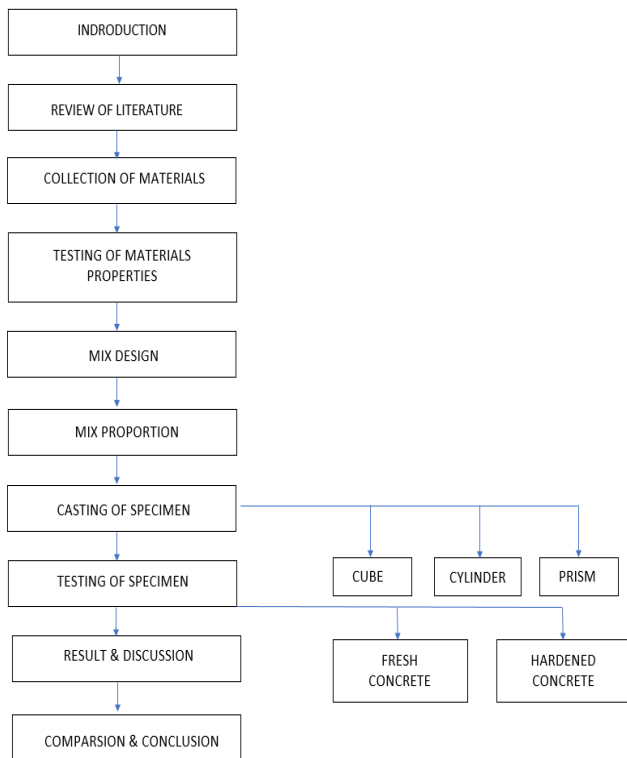 INDRODUCTION
REVIEW OF LITERATURE
COLLECTION OF MATERIALS
TESTING OF MATERIALS
PROPERTIES
MIX DESIGN
MIX PROPORTION
CASTING OF SPECIMEN
CUBE
CYLINDER
PRISM
TESTING OF SPECIMEN
FRESH
CONCRETE
HARDENED
CONCRETE
RESULT & DISCUSSION
COMPARSION & CONCLUSION